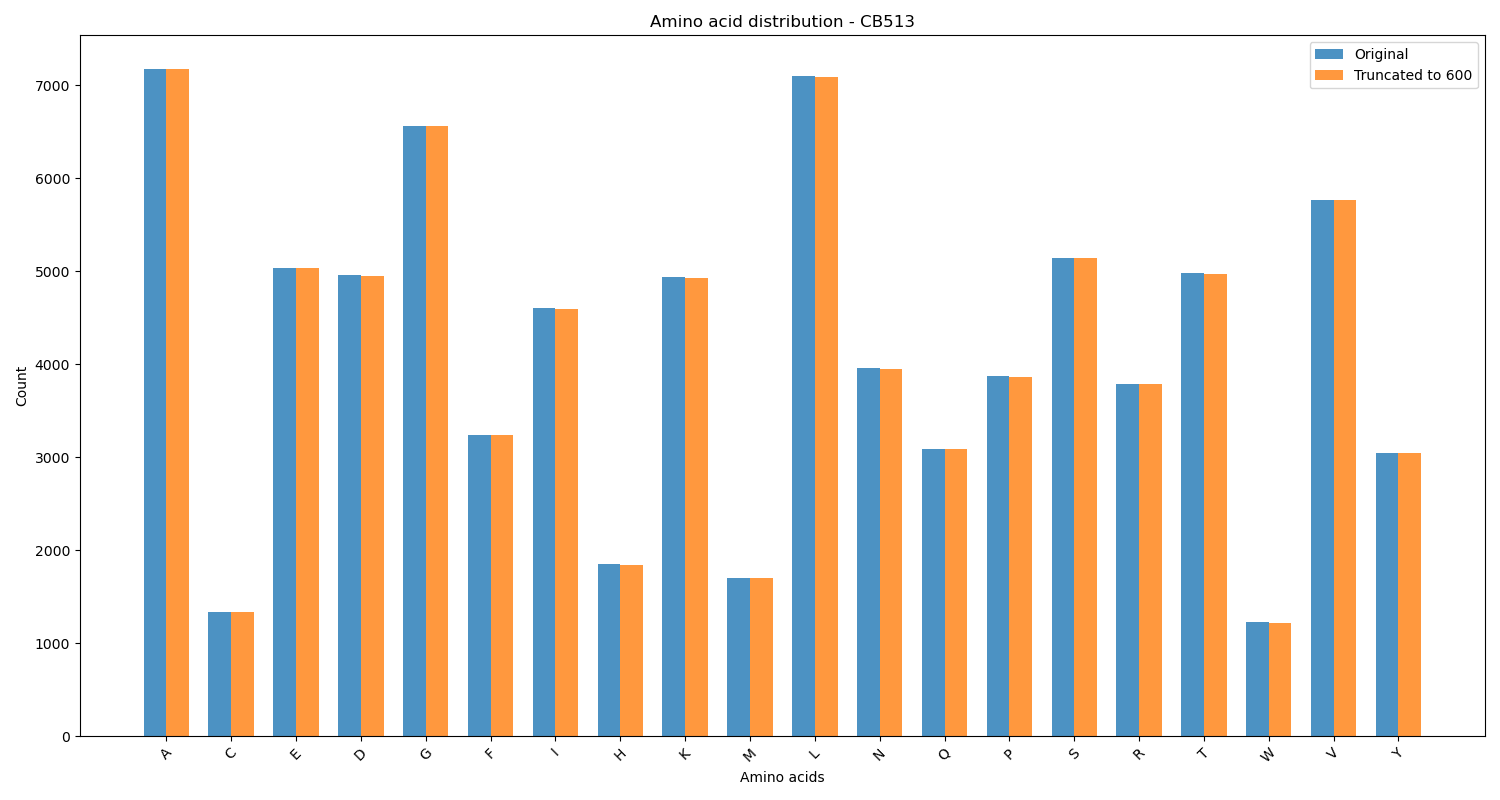 Amino acid distribution - CB513
Original
Truncated to 600
Count
7000
6000
5000
4000
3000
2000
1000
0
A C E D G F I H K M L N Q P S R T W V Y
Amino acids